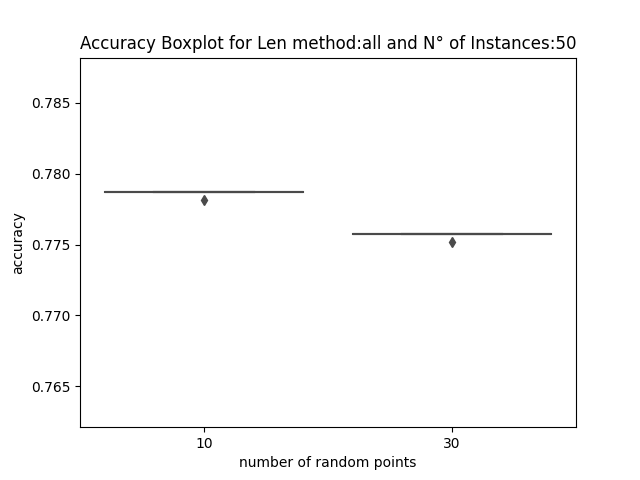 Accuracy Boxplot for Len method:all and N° of Instances:50
0.785
0.780
0.775
0.770
0.765
accuracy
10 30
number of random points